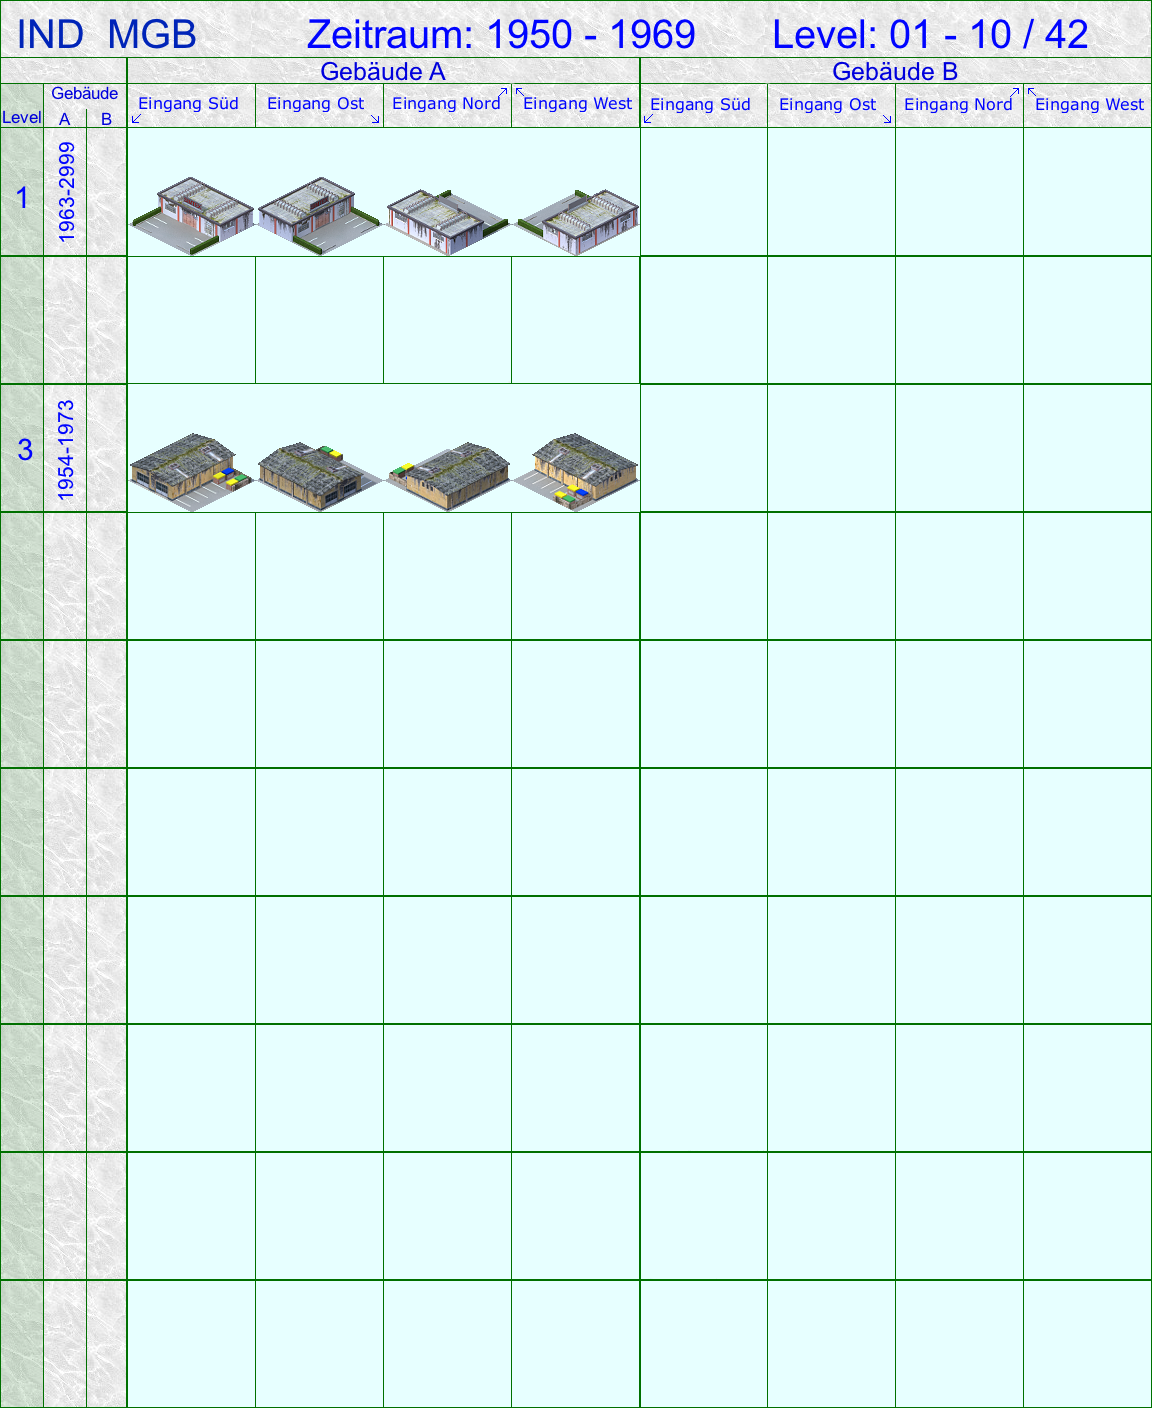 IND MGB Zeitraum: 1950 - 1969 Level: 01 - 10 / 42
Gebäude A Gebäude B
Level Gebäude A B Eingang Süd Eingang Ost Eingang Nord Eingang West Eingang Süd Eingang Ost Eingang Nord Eingang West
1 1963-2999
3 1954-1973